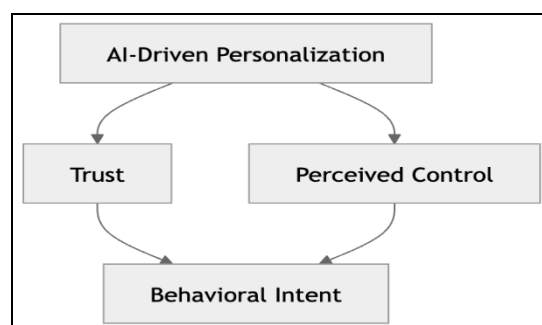 AI-Driven Personalization
Trust
Perceived Control
Behavioral Intent